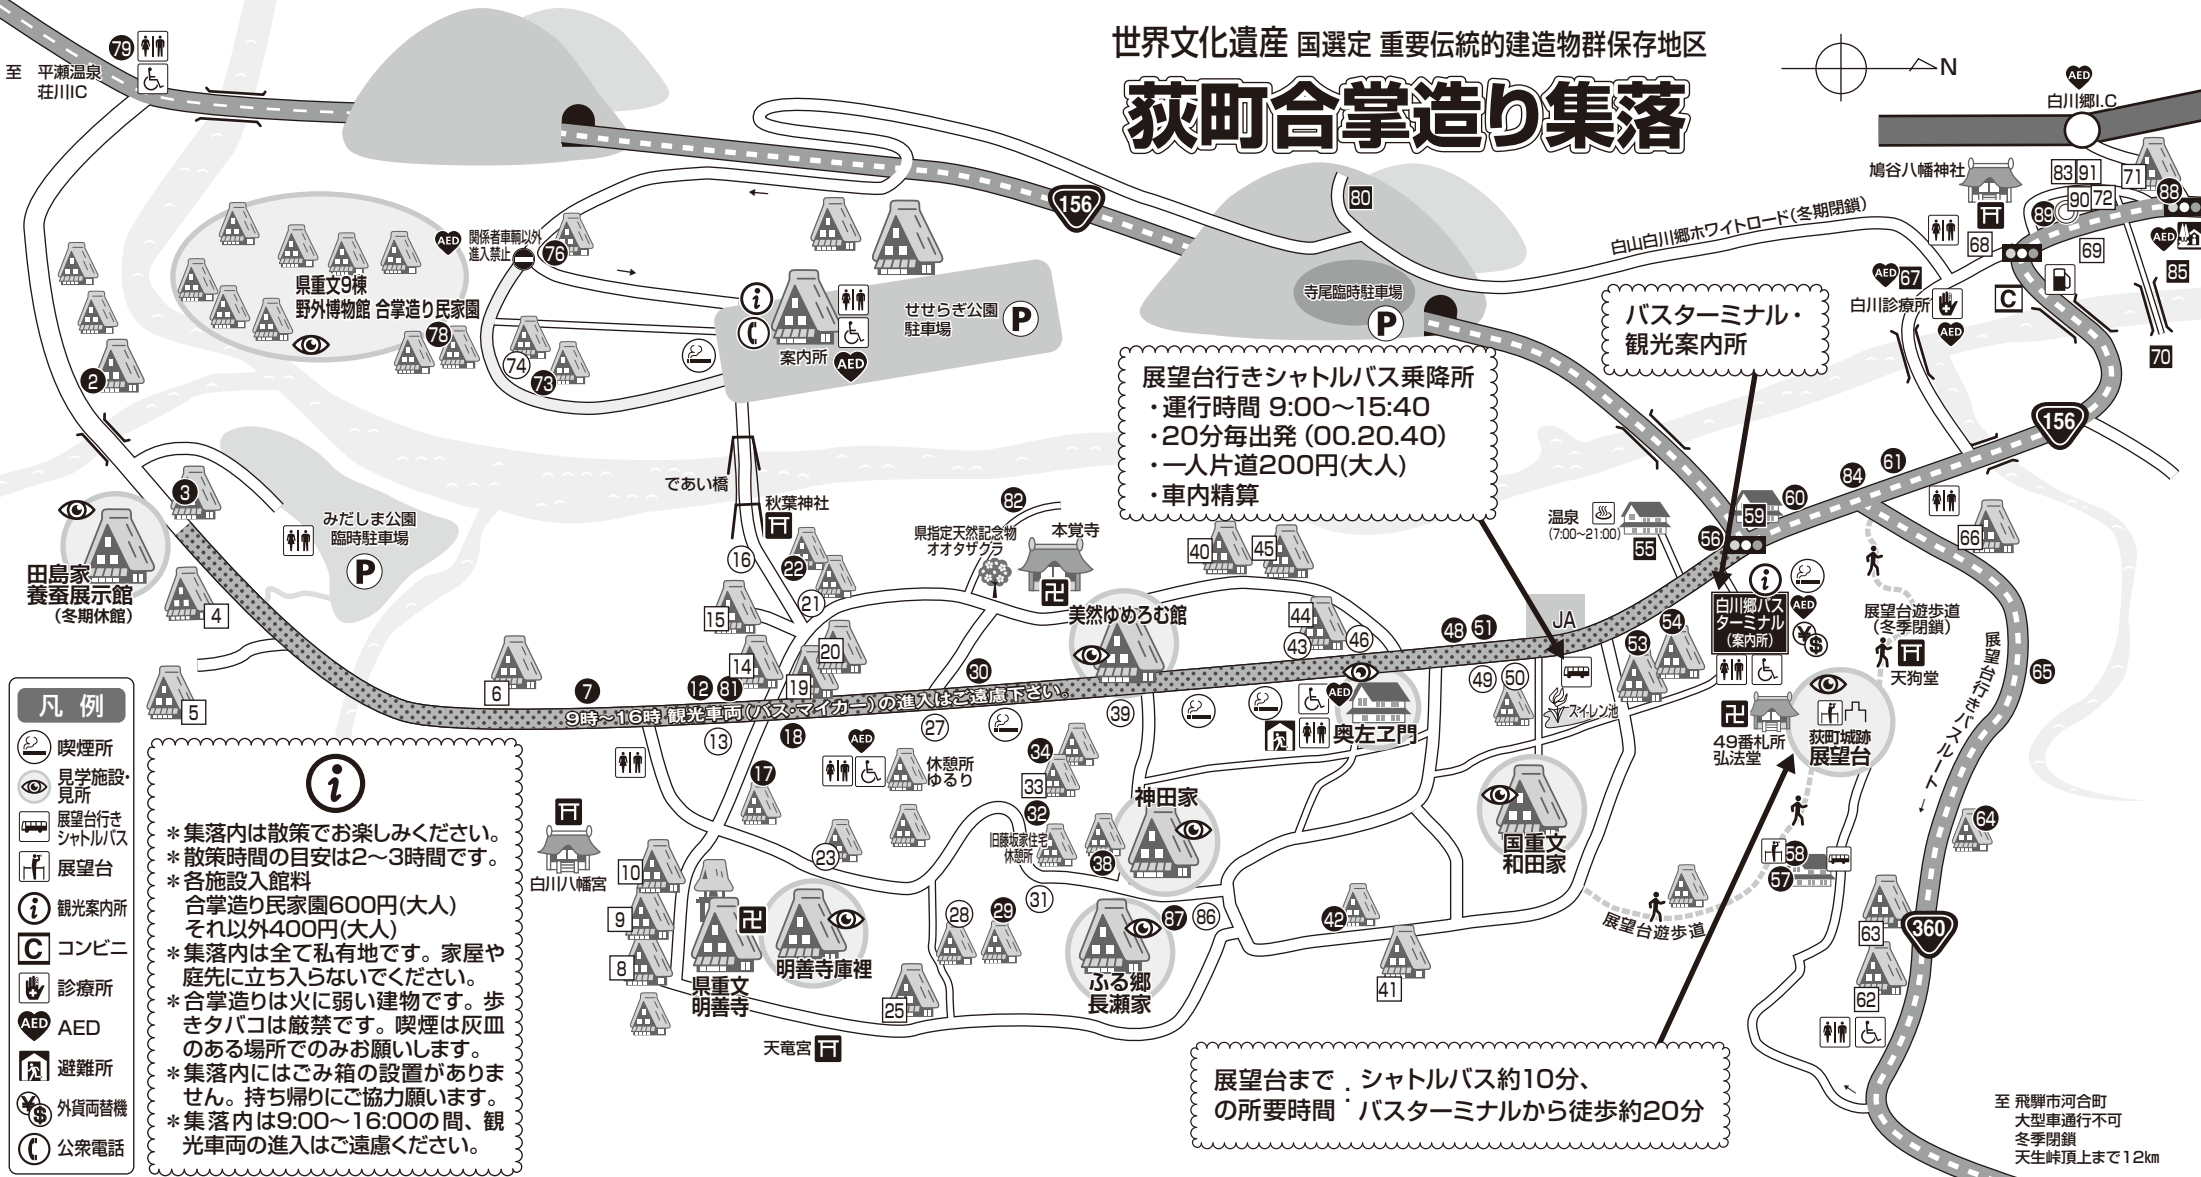 世界文化遺産 国選定 重要伝統的建造物群保存地区
荻町合掌造り集落
N
AED
白川郷I.C
79
至 平瀬温泉
荘川IC
156
80
白山白川郷ホワイトロード(冬期閉鎖)
鳩谷八幡神社
83 91
71
90 72
88
89
68
69
AED
85
AED 67
白川診療所
AED
C
70
AED
県重文9棟
野外博物館 合掌造り民家園
78
関係者車輌以外
進入禁止
76
74
73
案内所
AED
せせらぎ公園
駐車場
P
寺尾臨時駐車場
P
バスターミナル・
観光案内所
展望台行きシャトルバス乗降所
・運行時間 9:00～15:40
・20分毎出発(00.20.40)
・一人片道200円(大人)
・車内精算
2
3
田島家
養蚕展示館
(冬期休館)
4
5
6
7
みだしま公園
臨時駐車場
P
であい橋
秋葉神社
16
22
21
15
14
20
19
12 81
13
18
17
県指定天然記念物
オオタザクラ
82
本覚寺
美然ゆめろむ館
30
9時～16時 観光車両(バス・マイカー)の進入はご遠慮下さい。
27
39
40
45
44
43
46
48 51
49
50
JA
スイレン池
温泉
(7:00~21:00)
55
56
59
60
84
61
156
66
53
54
白川郷バス
ターミナル
(案内所)
AED
展望台遊歩道
(冬季閉鎖)
天狗堂
展望台行きバスルート→
65
49番札所
弘法堂
荻町城跡
展望台
64
58
57
63
62
360
展望台遊歩道
国重文
和田家
AED
奥左ヱ門
AED
休憩所
ゆるり
34
33
32
旧藤坂家住宅
休憩所
38
神田家
31
23
28
29
25
ふる郷
長瀬家
87
86
42
41
白川八幡宮
10
9
8
県重文
明善寺
明善寺庫裡
天竜宮
凡 例
喫煙所
見学施設・
見所
展望台行き
シャトルバス
展望台
観光案内所
C コンビニ
診療所
AED AED
避難所
外貨両替機
公衆電話
＊集落内は散策でお楽しみください。
＊散策時間の目安は2～3時間です。
＊各施設入館料
合掌造り民家園600円(大人)
それ以外400円(大人)
＊集落内は全て私有地です。家屋や
庭先に立ち入らないでください。
＊合掌造りは火に弱い建物です。歩
きタバコは厳禁です。喫煙は灰皿
のある場所でのみお願いします。
＊集落内にはごみ箱の設置がありま
せん。持ち帰りにご協力願います。
＊集落内は9:00～16:00の間、観
光車両の進入はご遠慮ください。
展望台まで : シャトルバス約10分、
の所要時間 : バスターミナルから徒歩約20分
至 飛騨市河合町
大型車通行不可
冬季閉鎖
天生峠頂上まで12㎞